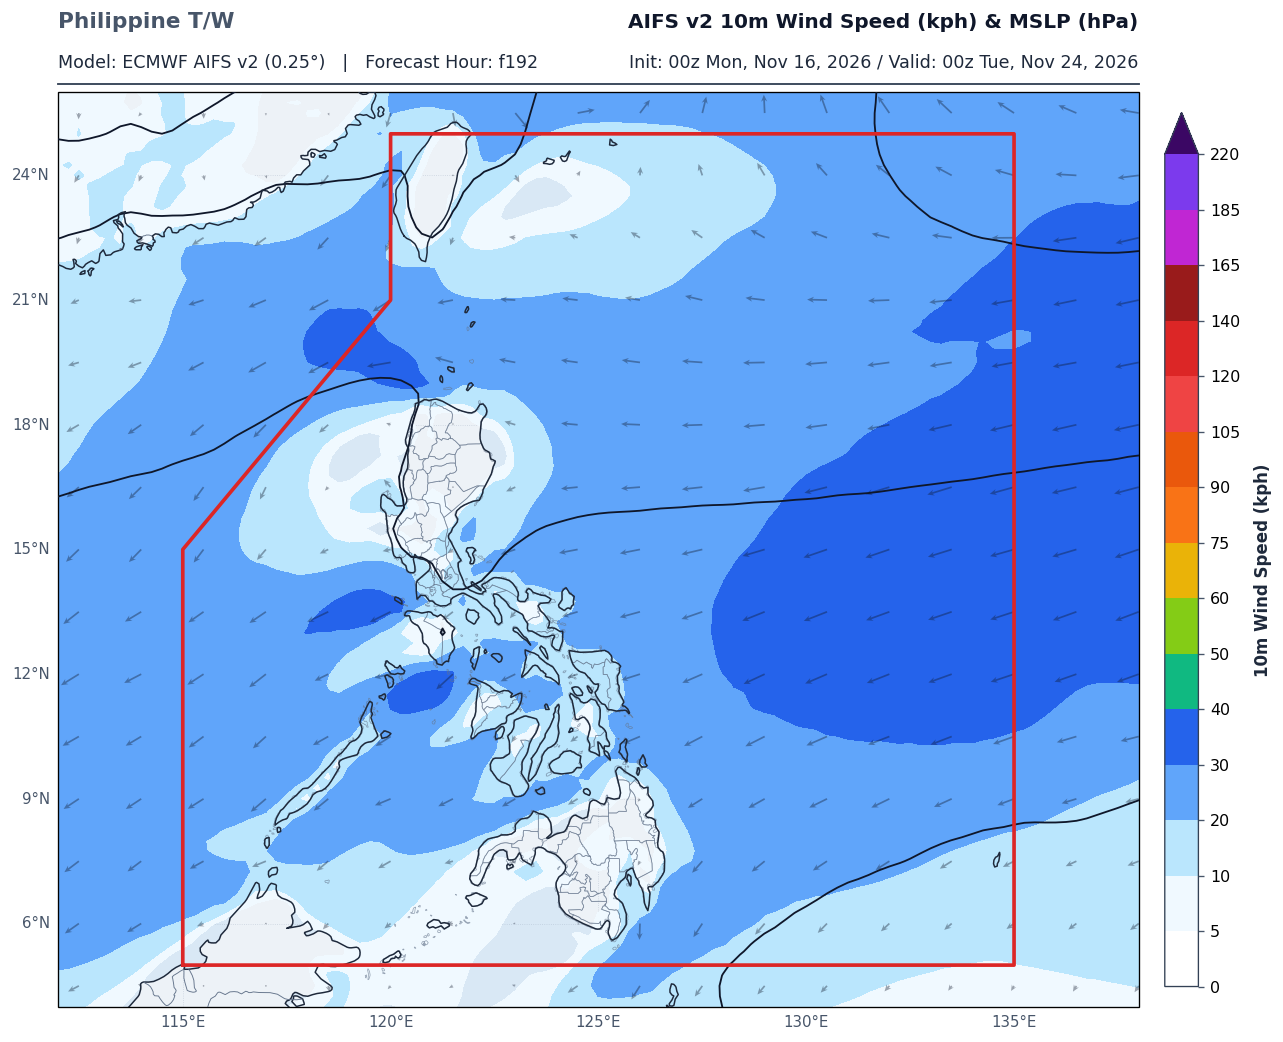 Philippine T/W
AIFS v2 10m Wind Speed (kph) & MSLP (hPa)
Model: ECMWF AIFS v2 (0.25°) | Forecast Hour: f192
Init: 00z Mon, Nov 16, 2026 / Valid: 00z Tue, Nov 24, 2026
24°N
21°N
18°N
15°N
12°N
9°N
6°N
115°E
120°E
125°E
130°E
135°E
220
185
165
140
120
105
90
75
60
50
40
30
20
10
5
0
10m Wind Speed (kph)